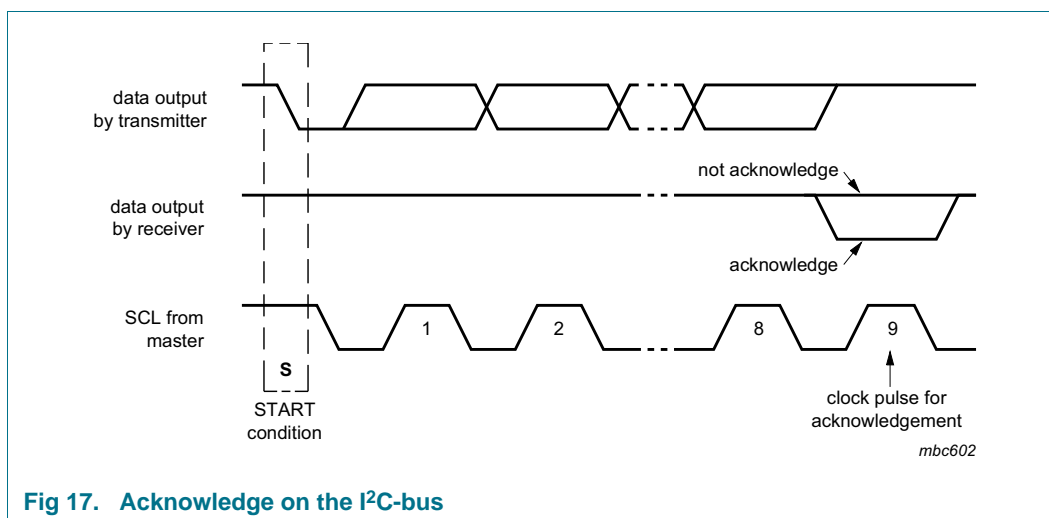 data output
by transmitter
not acknowledge
data output
by receiver
acknowledge
SCL from
master
1
2
8
9
S
START
condition
clock pulse for
acknowledgement
mbc602
Fig 17. Acknowledge on the I²C-bus